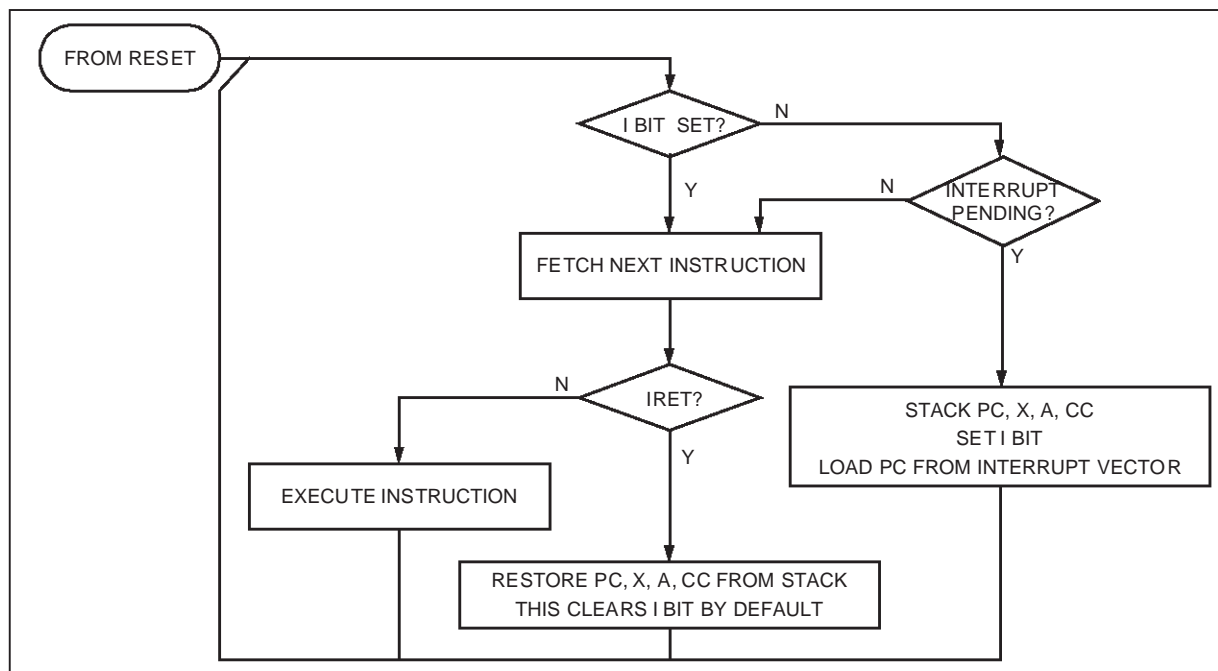 FROM RESET
I BIT SET?
N
Y
N
INTERRUPT
PENDING?
Y
FETCH NEXT INSTRUCTION
N
IRET?
Y
STACK PC, X, A, CC
SET I BIT
LOAD PC FROM INTERRUPT VECTOR
EXECUTE INSTRUCTION
RESTORE PC, X, A, CC FROM STACK
THIS CLEARS I BIT BY DEFAULT